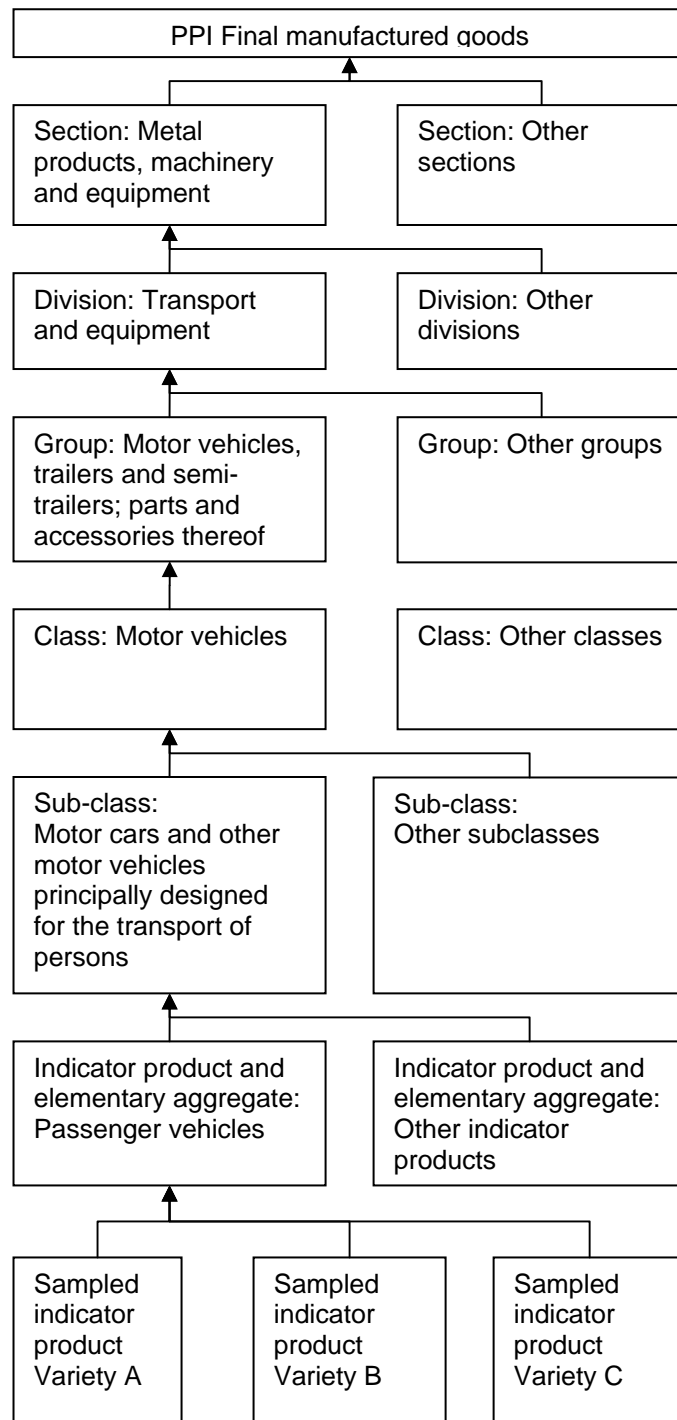 PPI Final manufactured goods
Section: Metal
products, machinery
and equipment
Section: Other
sections
Division: Transport
and equipment
Division: Other
divisions
Group: Motor vehicles,
trailers and semi-
trailers; parts and
accessories thereof
Group: Other groups
Class: Motor vehicles
Class: Other classes
Sub-class:
Motor cars and other
motor vehicles
principally designed
for the transport of
persons
Sub-class:
Other subclasses
Indicator product and
elementary aggregate:
Passenger vehicles
Indicator product and
elementary aggregate:
Other indicator
products
Sampled
indicator
product
Variety A
Sampled
indicator
product
Variety B
Sampled
indicator
product
Variety C